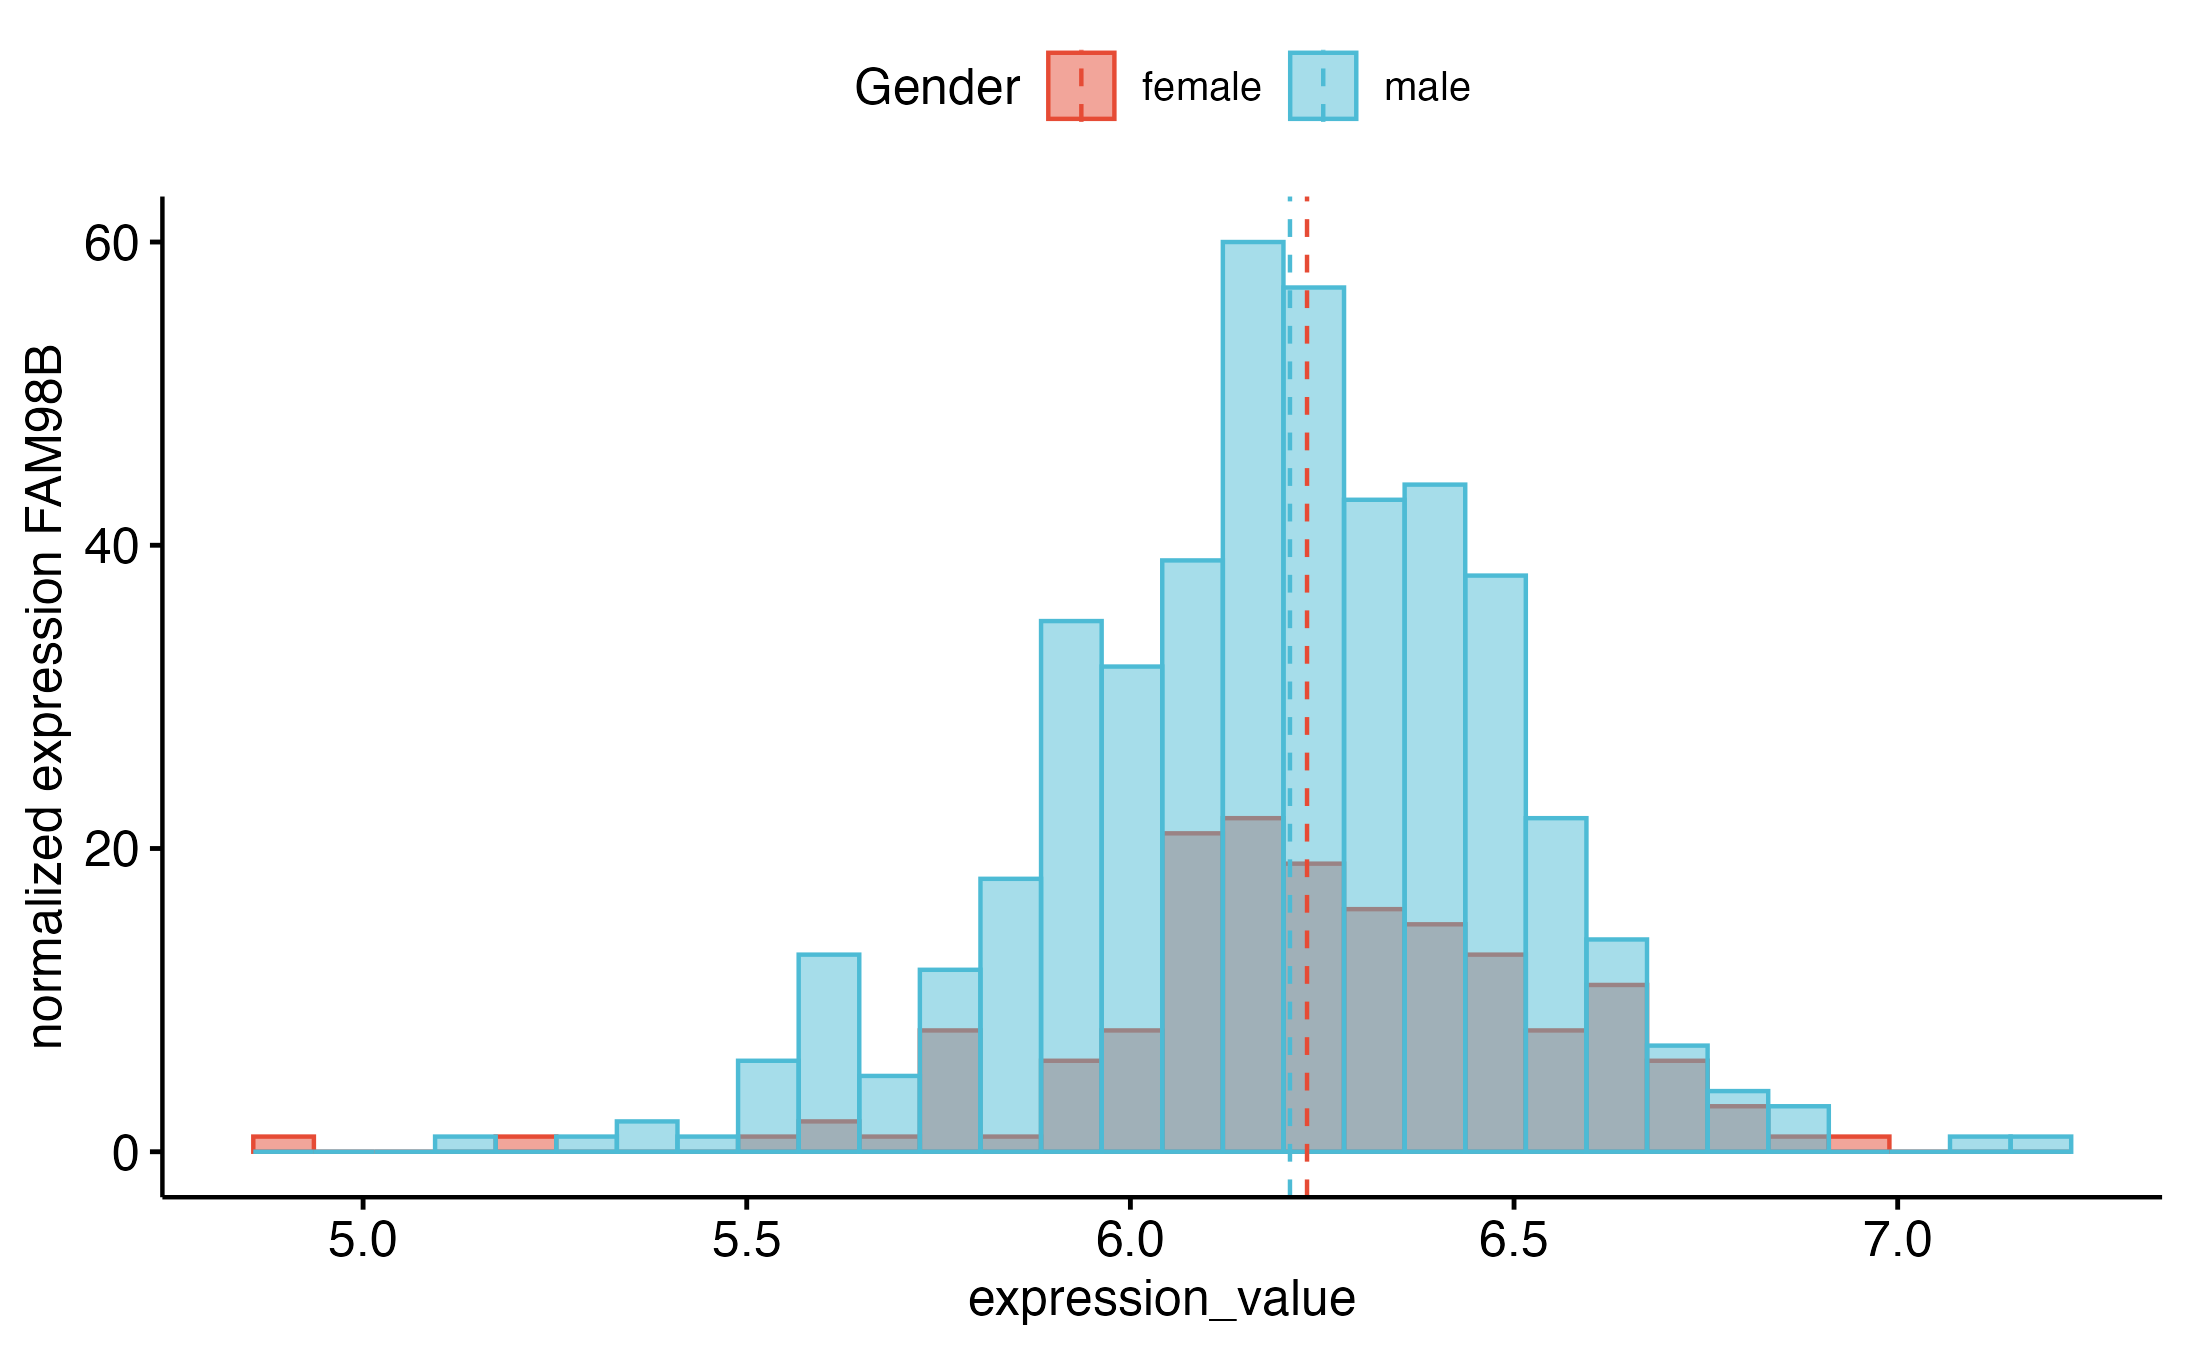 Gender female male
normalized expression FAM98B
60
40
20
0
5.0 5.5 6.0 6.5 7.0
expression_value